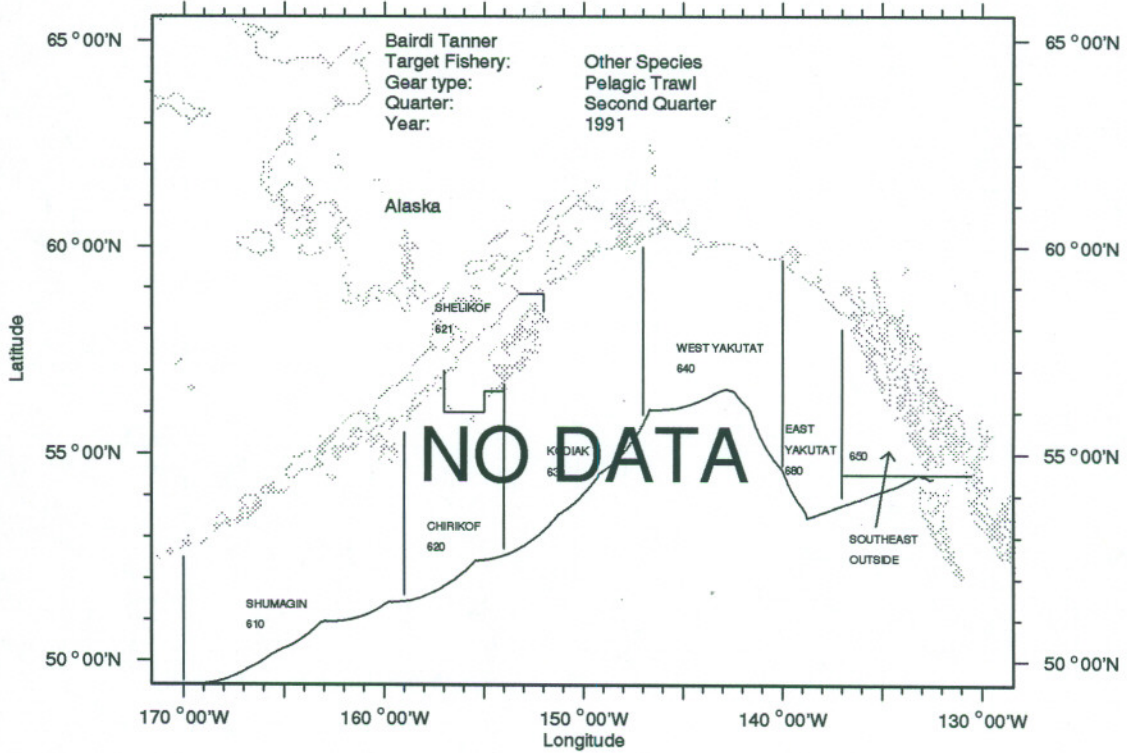 65 °00'N
65 °00'N
Bairdi Tanner
Target Fishery: Other Species
Gear type: Pelagic Trawl
Quarter: Second Quarter
Year: 1991
Alaska
60 °00'N
60 °00'N
SHELIKOF
621
Latitude
WEST YAKUTAT
640
NO DATA
KODIAK
EAST
YAKUTAT
680
650
55 °00'N
55 °00'N
CHIRIKOF
620
SOUTHEAST
OUTSIDE
SHUMAGIN
610
50 °00'N
50 °00'N
170 °00'W
160 °00'W
150 °00'W
140 °00'W
130 °00'W
Longitude